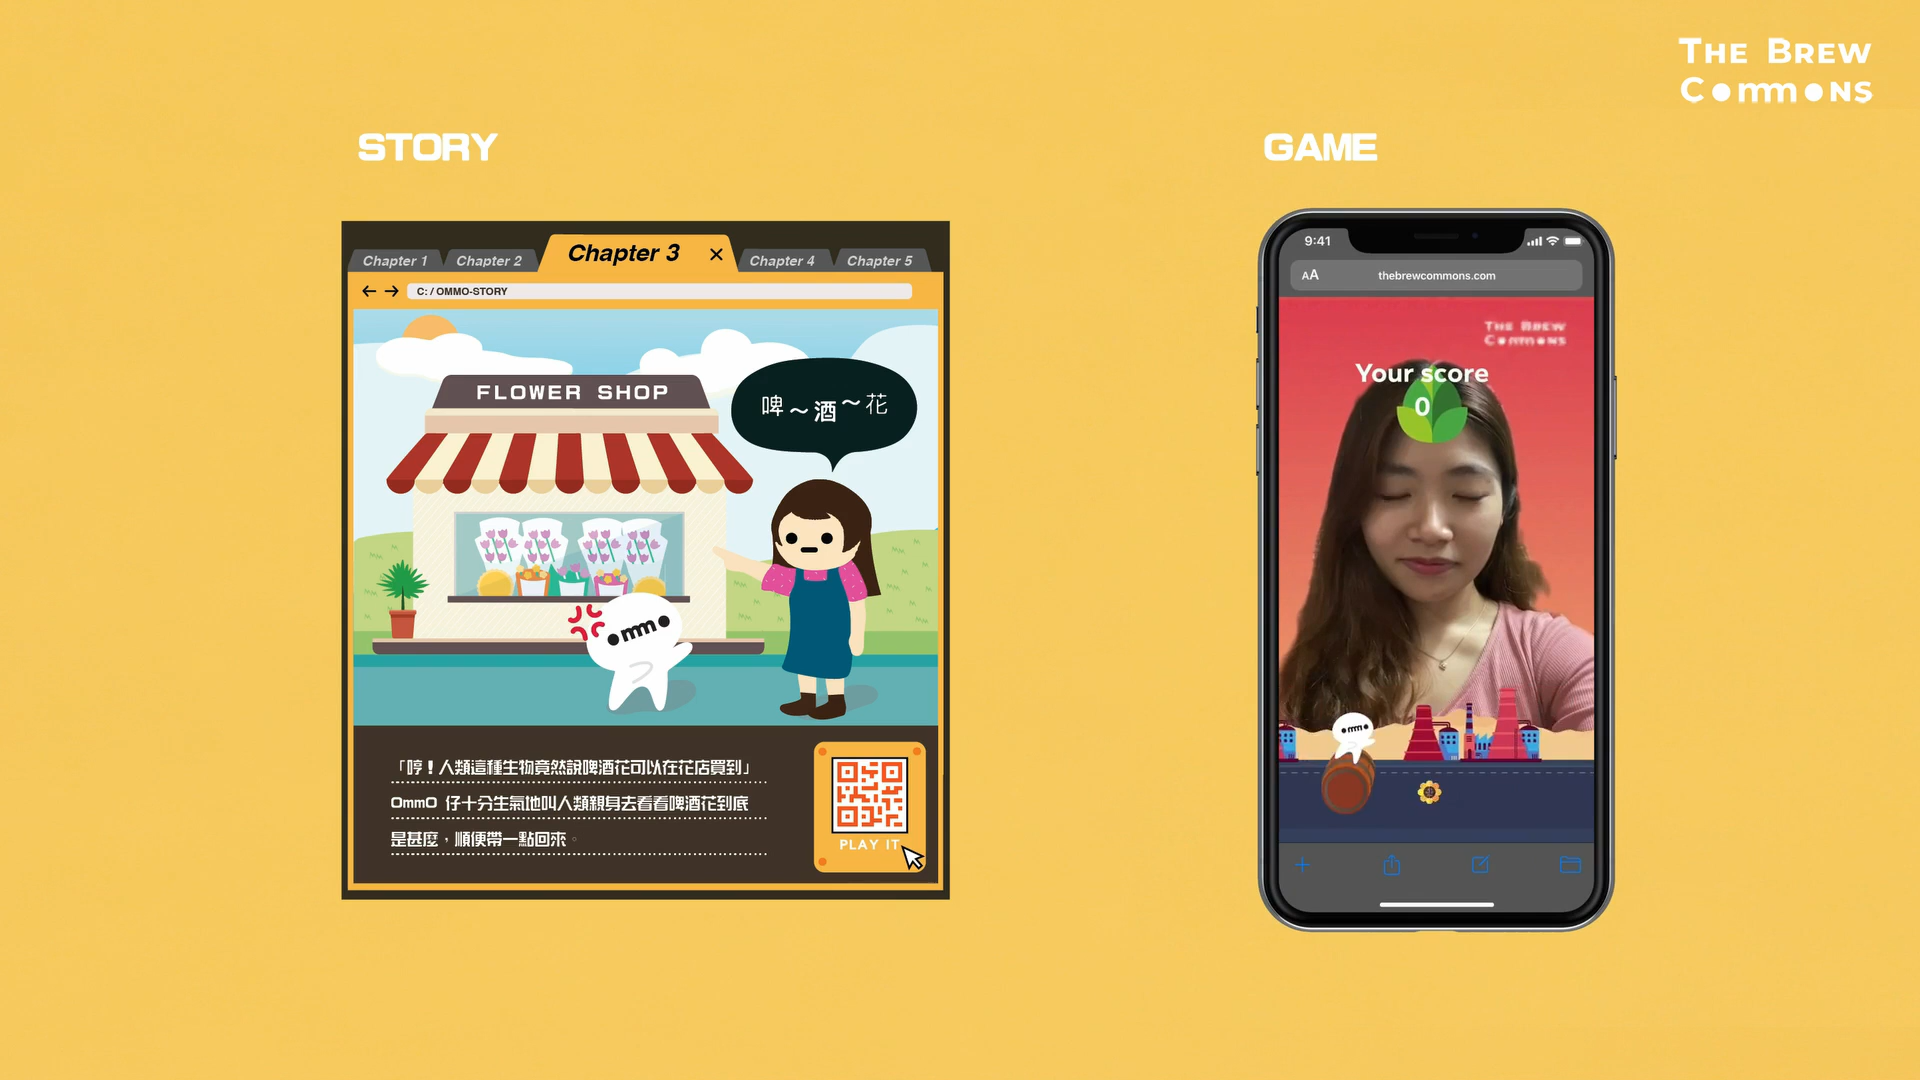 THE BREW
COmmONS
STORY
GAME
Chapter 1
Chapter 2
Chapter 3
Chapter 4
Chapter 5
C: / OMMO-STORY
FLOWER SHOP
啤～酒～花
omm
「哼！人類這種生物竟然說啤酒花可以在花店買到」
OmmO 仔十分生氣地叫人類親身去看看啤酒花到底
是甚麼，順便帶一點回來。
PLAY IT
9:41
AA
thebrewcommons.com
THE BREW
COmmONS
Your score
0